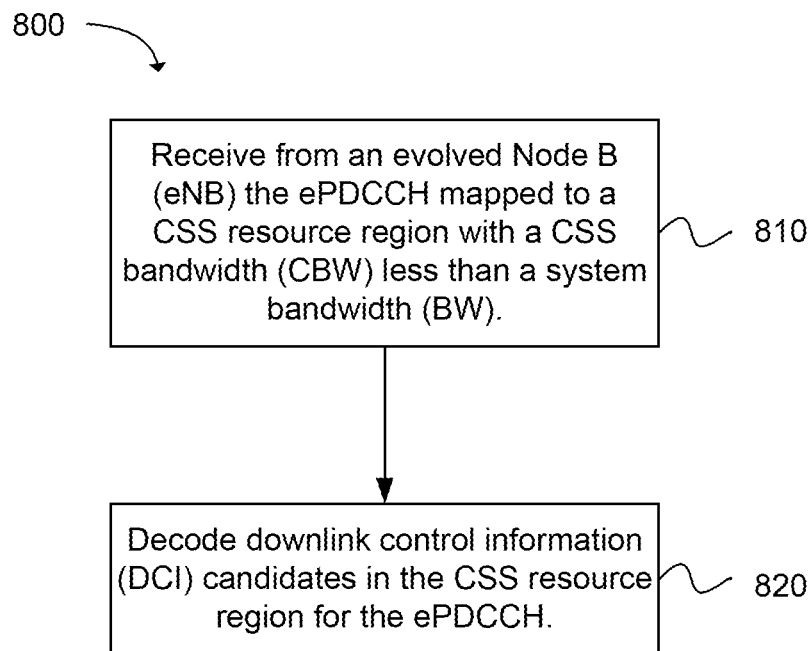 800
Receive from an evolved Node B
(eNB) the ePDCCH mapped to a
CSS resource region with a CSS
bandwidth (CBW) less than a system
bandwidth (BW).
810
Decode downlink control information
(DCI) candidates in the CSS resource
region for the ePDCCH.
820